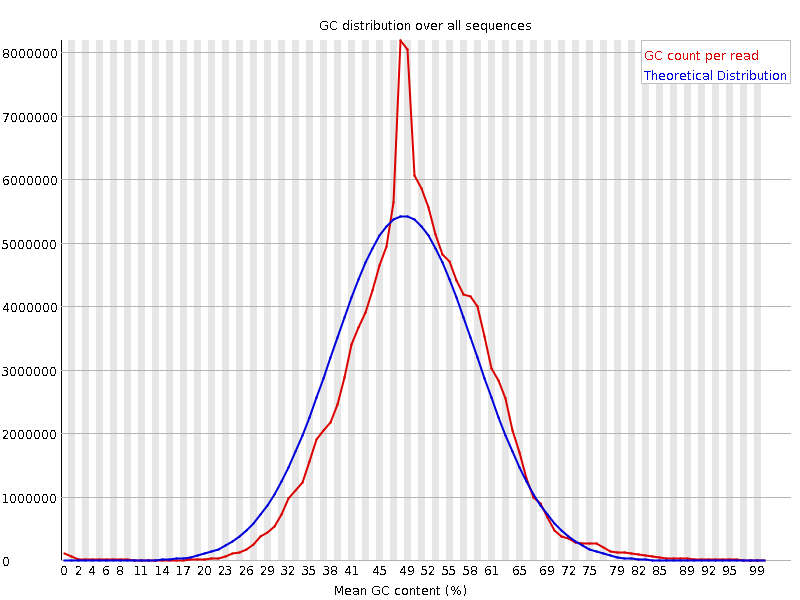 GC distribution over all sequences
GC count per read
Theoretical Distribution
8000000
7000000
6000000
5000000
4000000
3000000
2000000
1000000
0
0 2 4 6 8 11 14 17 20 23 26 29 32 35 38 41 45 49 52 55 58 61 65 69 72 75 79 82 85 89 92 95 99
Mean GC content (%)